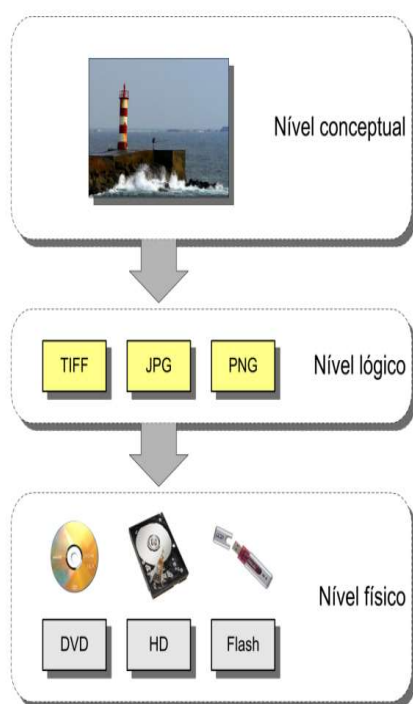 Nível conceptual
TIFF JPG PNG Nível lógico
Nível físico
DVD HD Flash